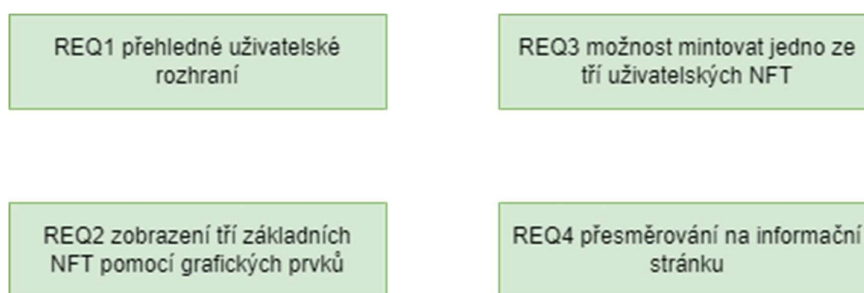 REQ1 přehledné uživatelské
rozhraní
REQ3 možnost mintovat jedno ze
tří uživatelských NFT
REQ2 zobrazení tří základních
NFT pomocí grafických prvků
REQ4 přesměrování na informační
stránku